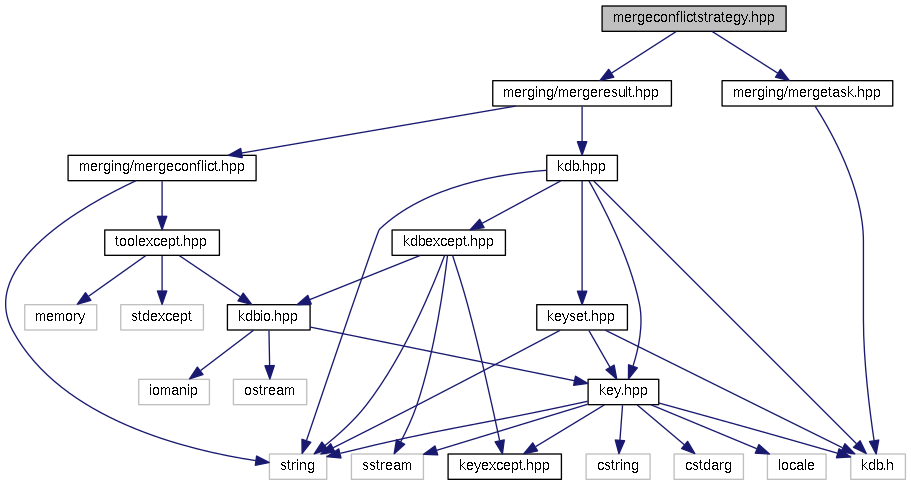 mergeconflictstrategy.hpp
merging/mergeresult.hpp
merging/mergetask.hpp
merging/mergeconflict.hpp
kdb.hpp
toolexcept.hpp
kdbexcept.hpp
memory
stdexcept
kdbio.hpp
keyset.hpp
iomanip
ostream
key.hpp
string
sstream
keyexcept.hpp
cstring
cstdarg
locale
kdb.h